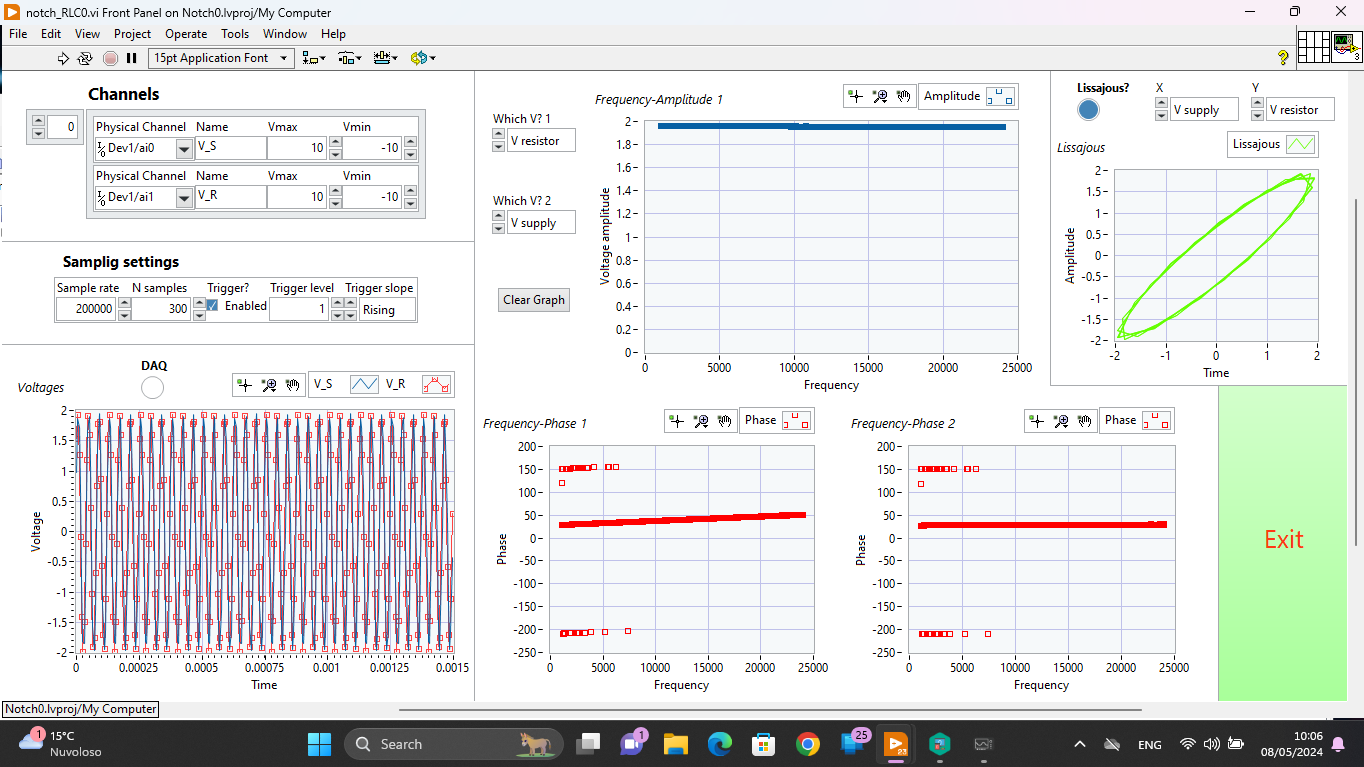 notch_RLC0.vi Front Panel on Notch0.lvproj/My Computer
File Edit View Project Operate Tools Window Help
15pt Application Font
3
Channels
0
Physical Channel Name Vmax Vmin
Dev1/ai0 V_S 10 -10
Physical Channel Name Vmax Vmin
Dev1/ai1 V_R 10 -10
Samplig settings
Sample rate N samples Trigger? Trigger level Trigger slope
200000 300 Enabled 1 Rising
DAQ
Voltages
V_S V_R
Voltage
2
1.5
1
0.5
0
-0.5
-1
-1.5
-2
0 0.00025 0.0005 0.00075 0.001 0.00125 0.0015
Time
Which V? 1
V resistor
Which V? 2
V supply
Clear Graph
Frequency-Amplitude 1
Amplitude
Voltage amplitude
2
1.8
1.6
1.4
1.2
1
0.8
0.6
0.4
0.2
0
0 5000 10000 15000 20000 25000
Frequency
Lissajous? X Y
V supply V resistor
Lissajous
Lissajous
Amplitude
2
1.5
1
0.5
0
-0.5
-1
-1.5
-2
-2 -1 0 1 2
Time
Frequency-Phase 1
Phase
Phase
200
150
100
50
0
-50
-100
-150
-200
-250
0 5000 10000 15000 20000 25000
Frequency
Frequency-Phase 2
Phase
Phase
200
150
100
50
0
-50
-100
-150
-200
-250
0 5000 10000 15000 20000 25000
Frequency
Exit
Notch0.lvproj/My Computer
1
15°C
Nuvoloso
Search
1
25
23
ENG
10:06
08/05/2024